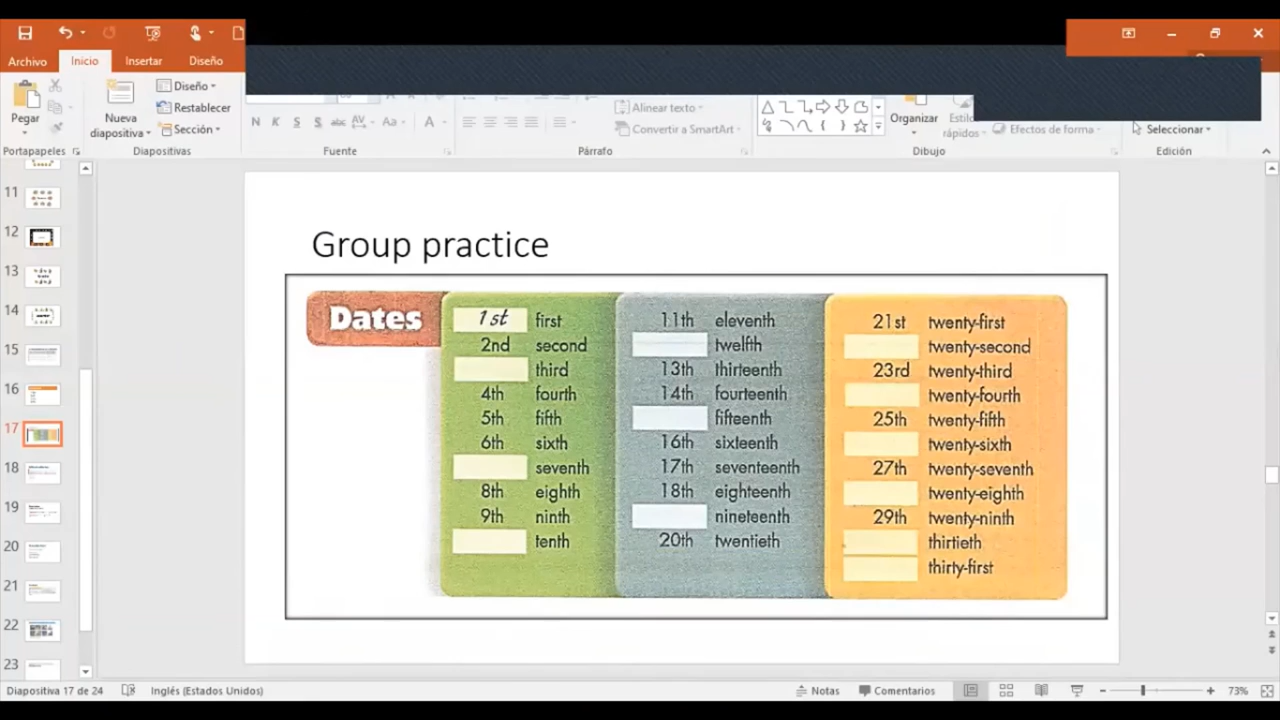 Archivo Inicio Insertar Diseño
Pegar
Nueva
diapositiva
Diseño
Restablecer
Sección
N K S S abc AV Aa A
Alinear texto
Convertir a SmartArt
Organizar
rápidos
Efectos de forma
Seleccionar
Portapapeles Diapositivas Fuente Párrafo Dibujo Edición
11
12
13
14
15
16
17
18
19
20
21
22
23
Group practice
Dates
1st first
2nd second
third
4th fourth
5th fifth
6th sixth
seventh
8th eighth
9th ninth
tenth
11th eleventh
twelfth
13th thirteenth
14th fourteenth
fifteenth
16th sixteenth
17th seventeenth
18th eighteenth
nineteenth
20th twentieth
21st twenty-first
twenty-second
23rd twenty-third
twenty-fourth
25th twenty-fifth
twenty-sixth
27th twenty-seventh
twenty-eighth
29th twenty-ninth
thirtieth
thirty-first
Diapositiva 17 de 24 Inglés (Estados Unidos) Notas Comentarios 73%